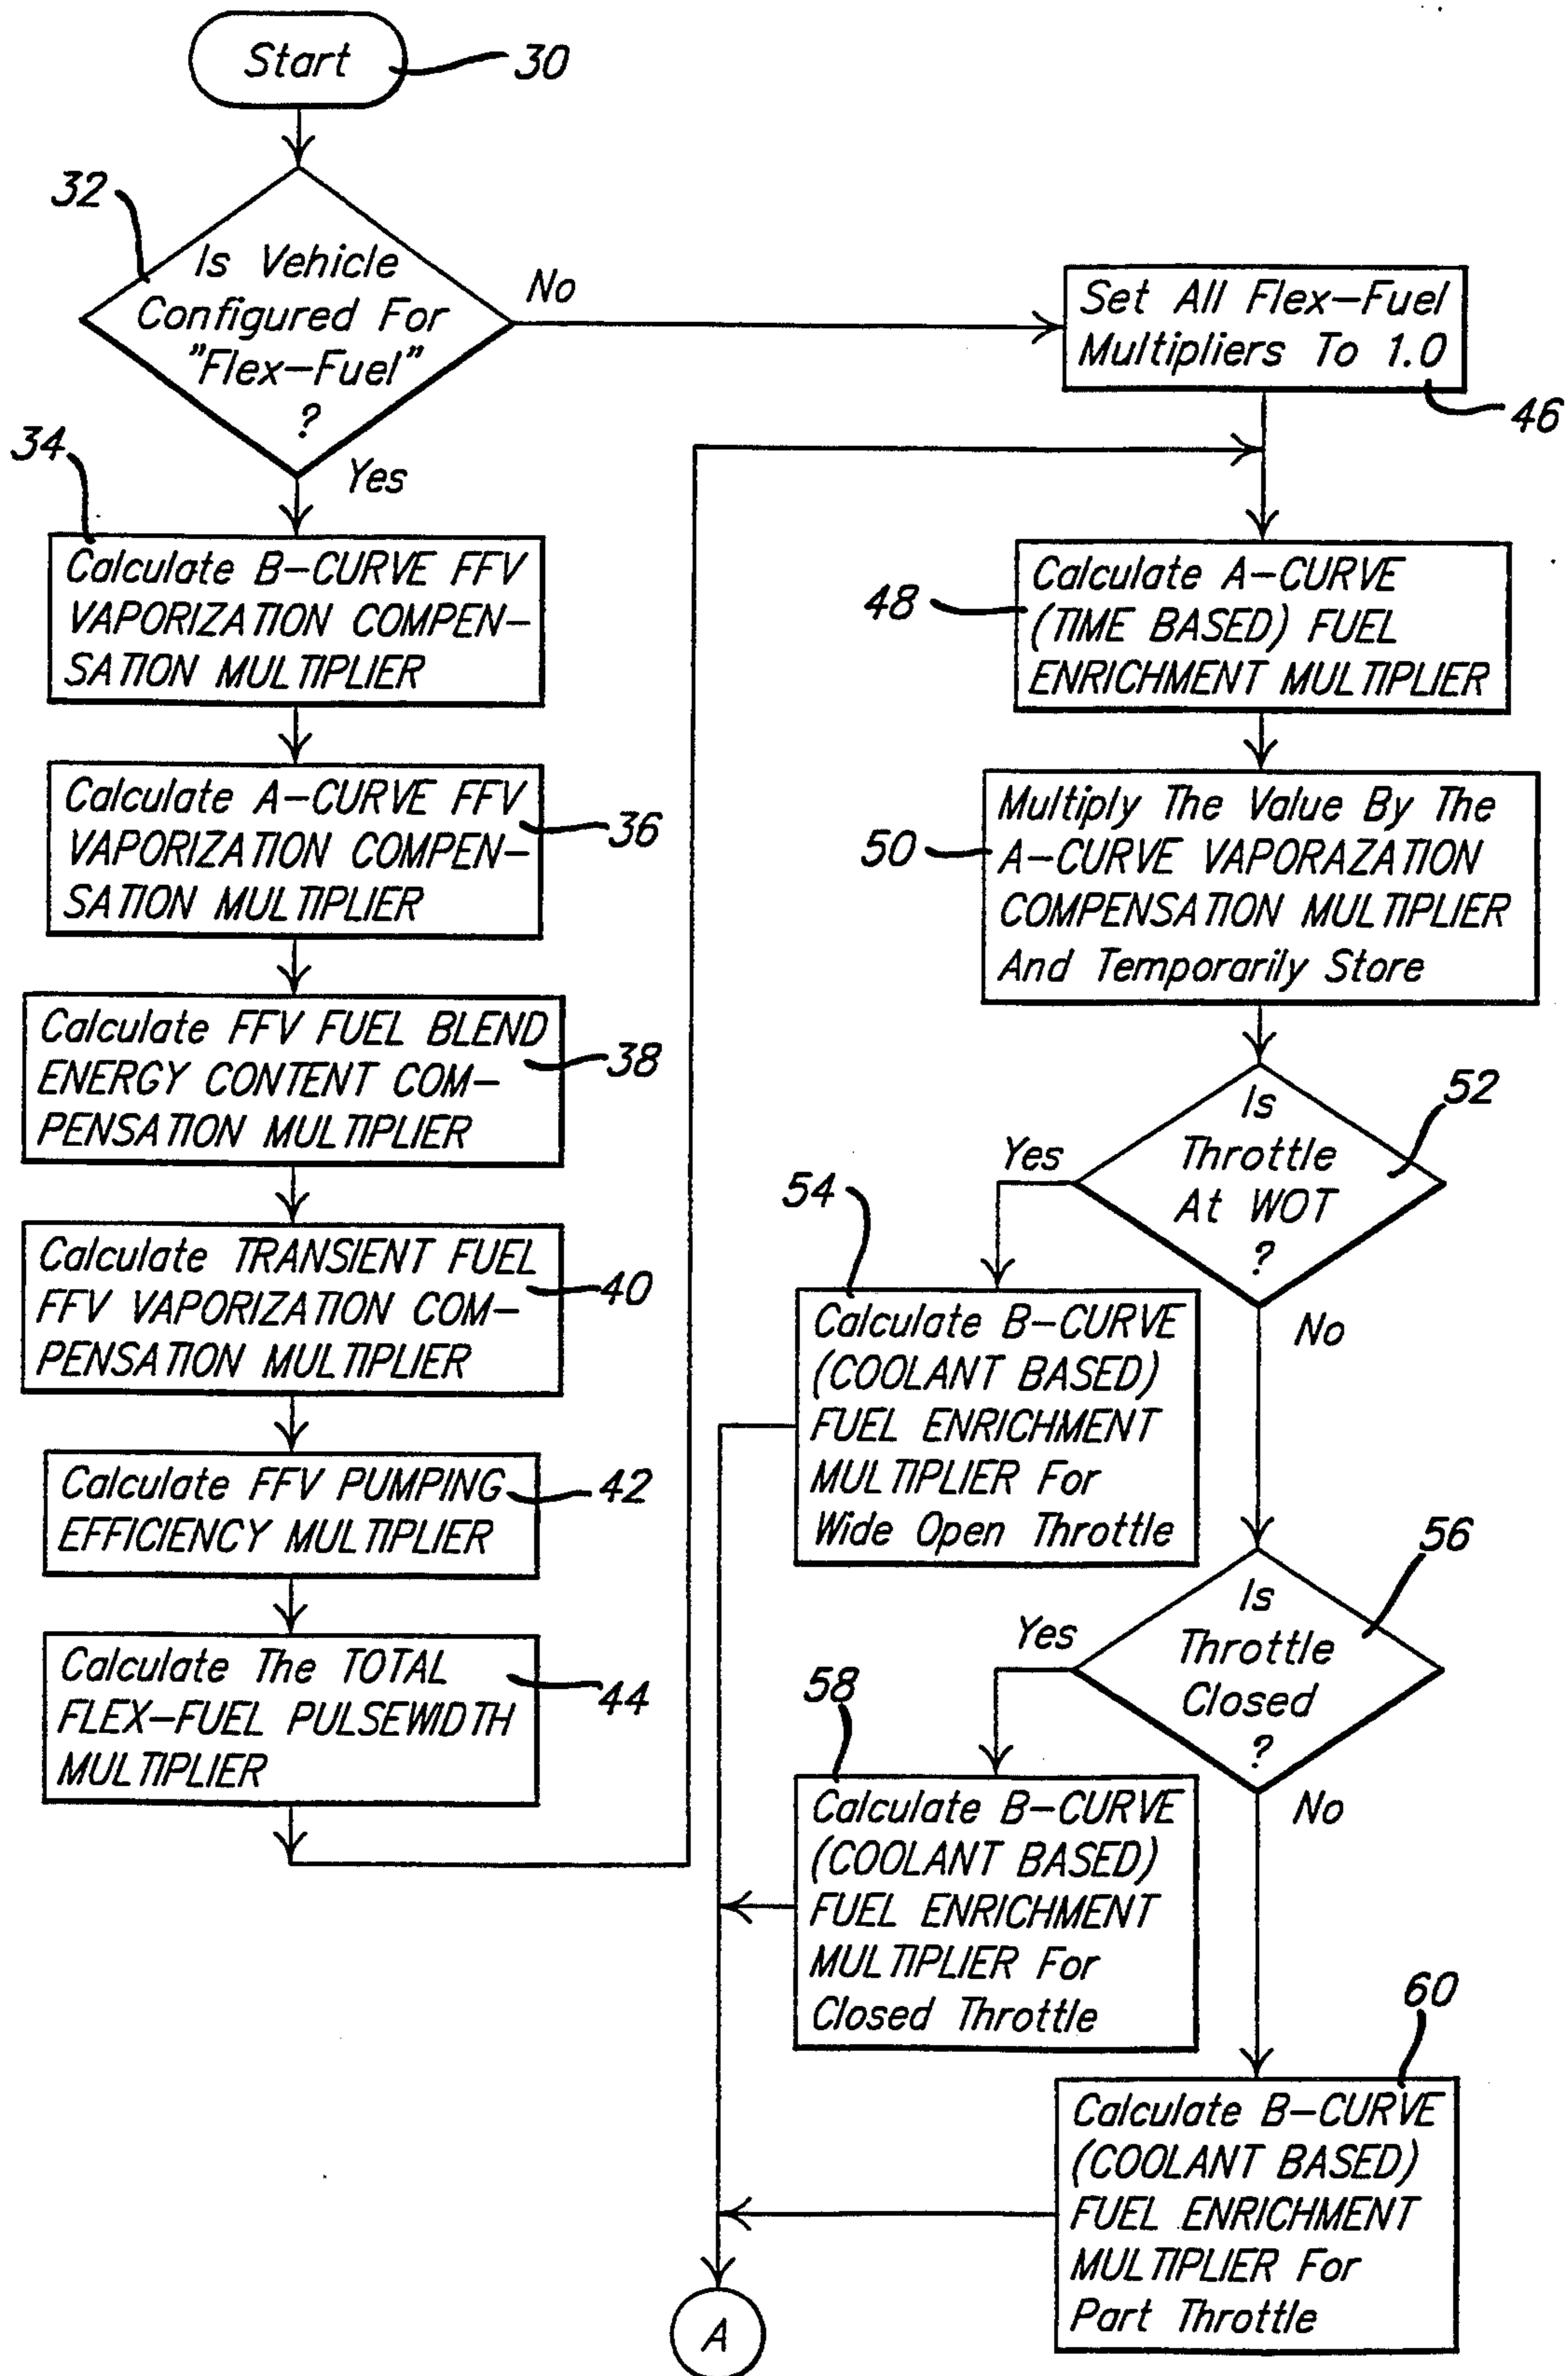 Start
30
32
Is Vehicle
Configured For
"Flex-Fuel"
?
No
Yes
34
Calculate B-CURVE FFV
VAPORIZATION COMPEN-
SATION MULTIPLIER
Calculate A-CURVE FFV
VAPORIZATION COMPEN-
SATION MULTIPLIER
36
Calculate FFV FUEL BLEND
ENERGY CONTENT COM-
PENSATION MULTIPLIER
38
Calculate TRANSIENT FUEL
FFV VAPORIZATION COM-
PENSATION MULTIPLIER
40
Calculate FFV PUMPING
EFFICIENCY MULTIPLIER
42
Calculate The TOTAL
FLEX-FUEL PULSEWIDTH
MULTIPLIER
44
Set All Flex-Fuel
Multipliers To 1.0
46
48
Calculate A-CURVE
(TIME BASED) FUEL
ENRICHMENT MULTIPLIER
50
Multiply The Value By The
A-CURVE VAPORAZATION
COMPENSATION MULTIPLIER
And Temporarily Store
52
Is
Throttle
At WOT
?
Yes
No
54
Calculate B-CURVE
(COOLANT BASED)
FUEL ENRICHMENT
MULTIPLIER For
Wide Open Throttle
56
Is
Throttle
Closed
?
Yes
No
58
Calculate B-CURVE
(COOLANT BASED)
FUEL ENRICHMENT
MULTIPLIER For
Closed Throttle
60
Calculate B-CURVE
(COOLANT BASED)
FUEL ENRICHMENT
MULTIPLIER For
Part Throttle
A